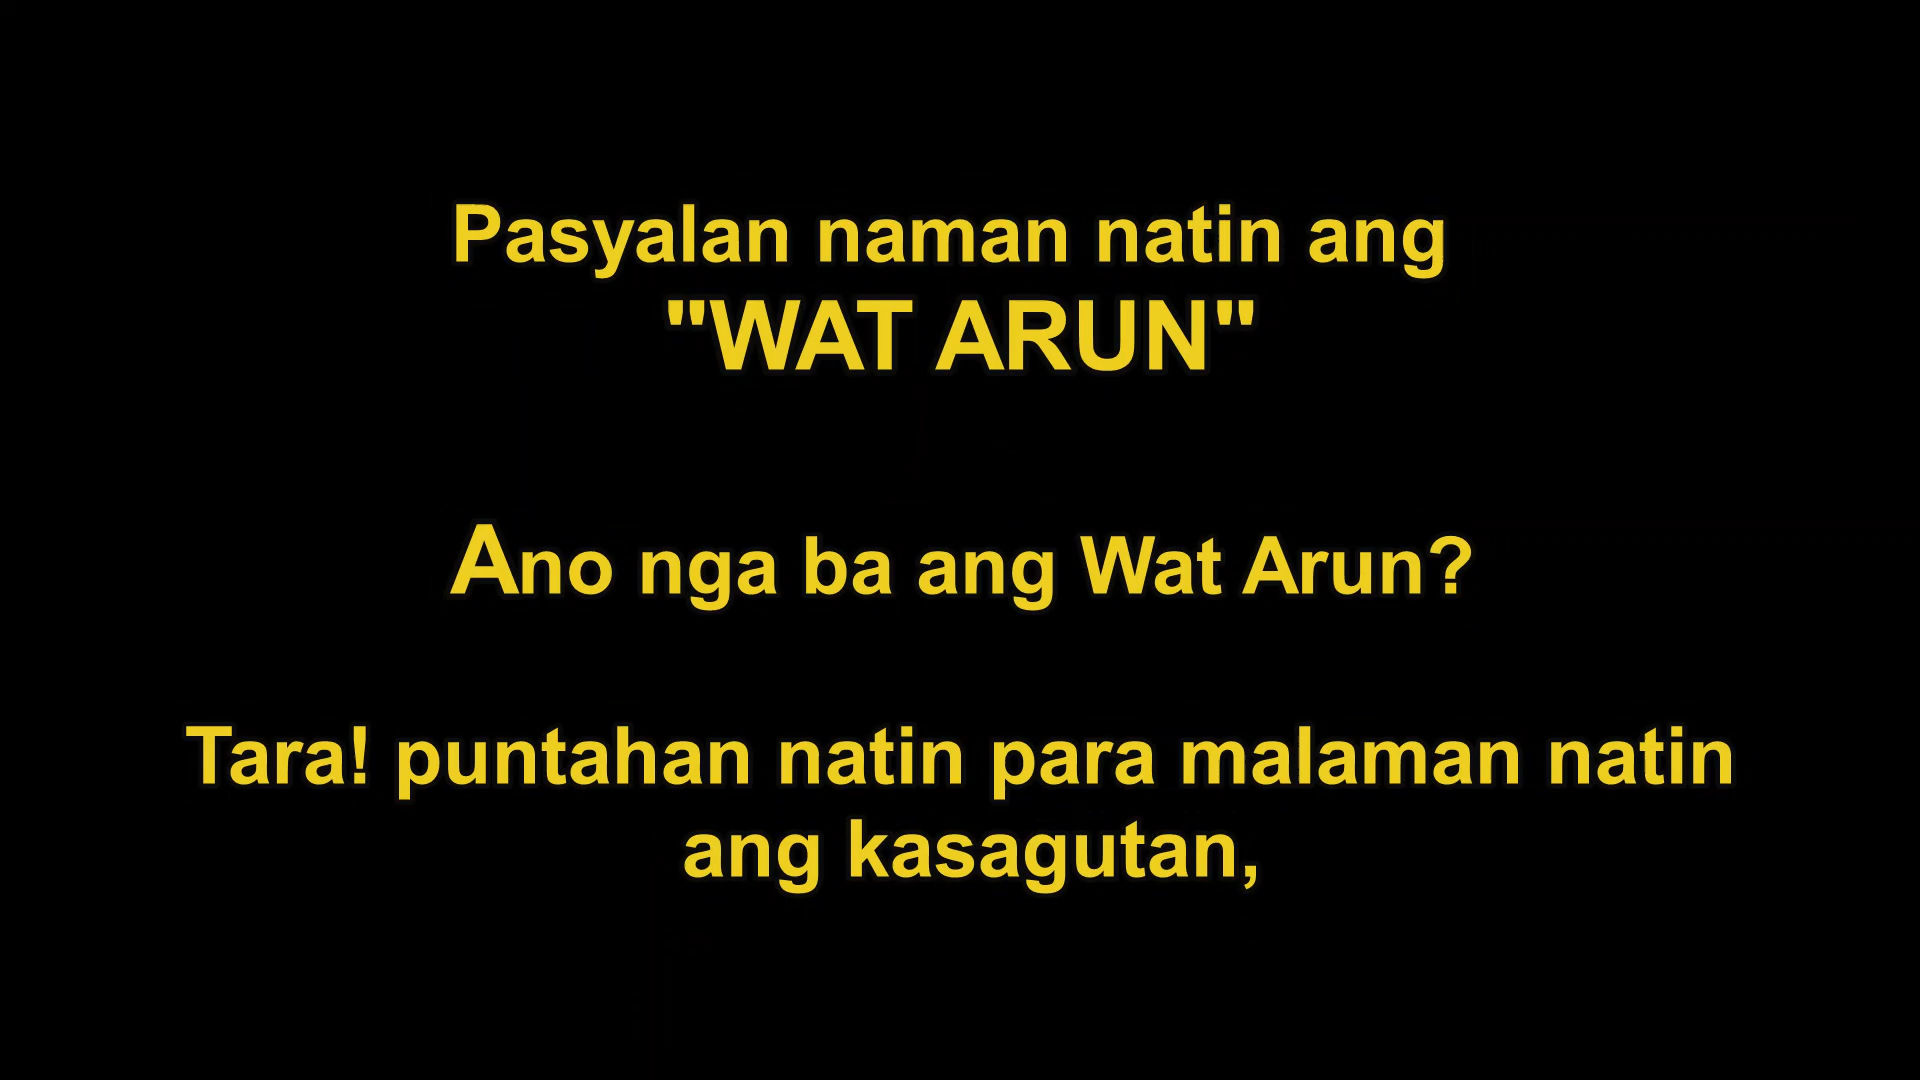 Pasyalan naman natin ang
"WAT ARUN"
Ano nga ba ang Wat Arun?
Tara! puntahan natin para malaman natin
ang kasagutan,